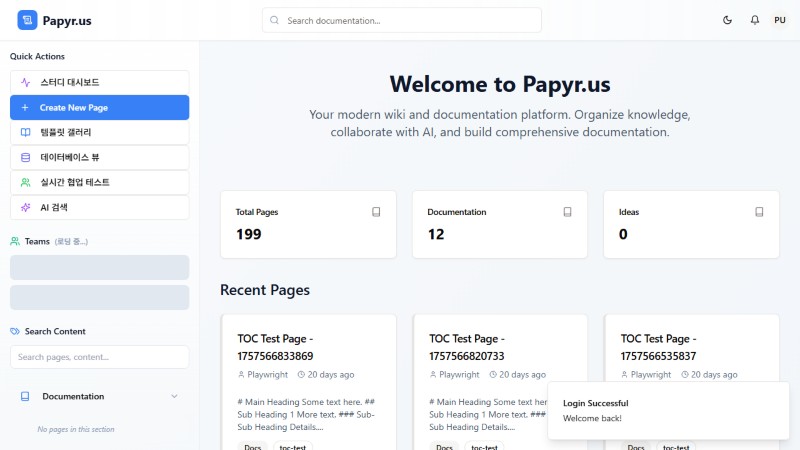 Papyr.us
Search documentation...
PU
Quick Actions
스터디 대시보드
Create New Page
템플릿 갤러리
데이터베이스 뷰
실시간 협업 테스트
AI 검색
Teams (로딩 중...)
Search Content
Search pages, content...
Documentation
No pages in this section
Welcome to Papyr.us
Your modern wiki and documentation platform. Organize knowledge,
collaborate with AI, and build comprehensive documentation.
Total Pages
199
Documentation
12
Ideas
0
Recent Pages
TOC Test Page -
1757566833869
Playwright 20 days ago
# Main Heading Some text here. ##
Sub Heading 1 More text. ### Sub-
Sub Heading Details....
Docs toc-test
TOC Test Page -
1757566820733
Playwright 20 days ago
# Main Heading Some text here. ##
Sub Heading 1 More text. ### Sub-
Sub Heading Details....
Docs toc-test
TOC Test Page -
1757566535837
Playwright 20 days ago
Docs toc-test
Login Successful
Welcome back!